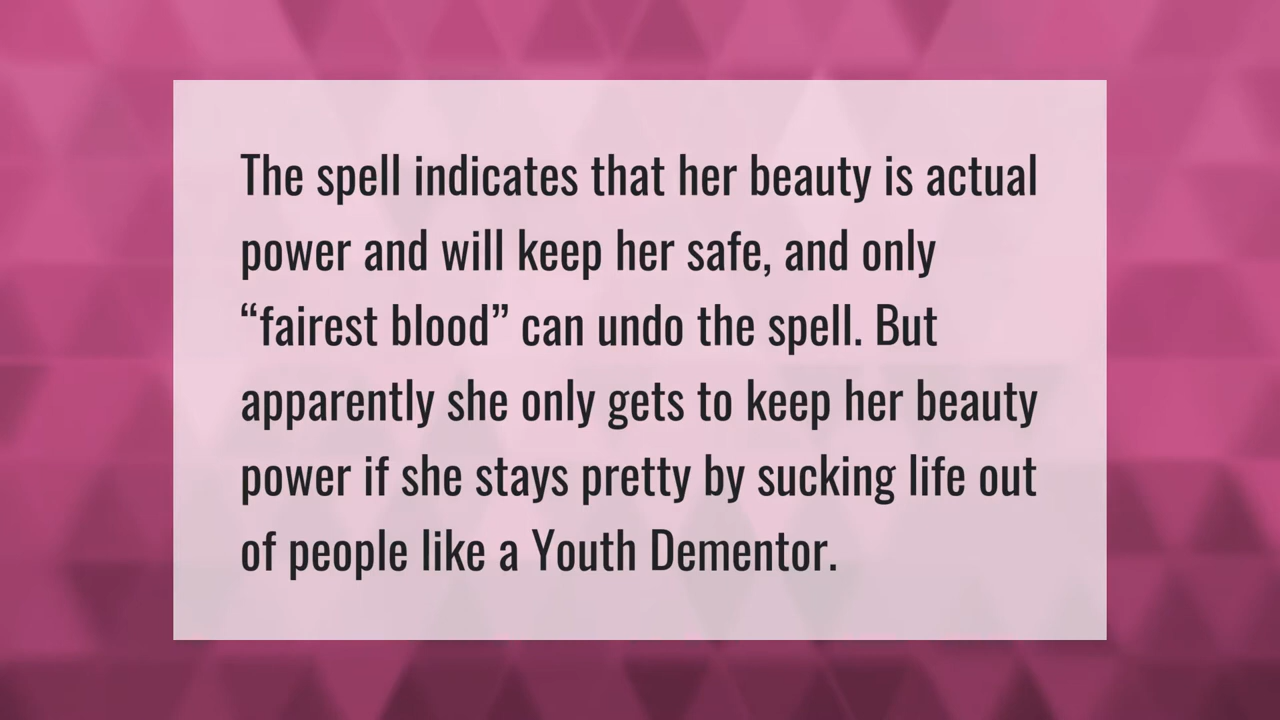 The spell indicates that her beauty is actual
power and will keep her safe, and only
“fairest blood” can undo the spell. But
apparently she only gets to keep her beauty
power if she stays pretty by sucking life out
of people like a Youth Dementor.